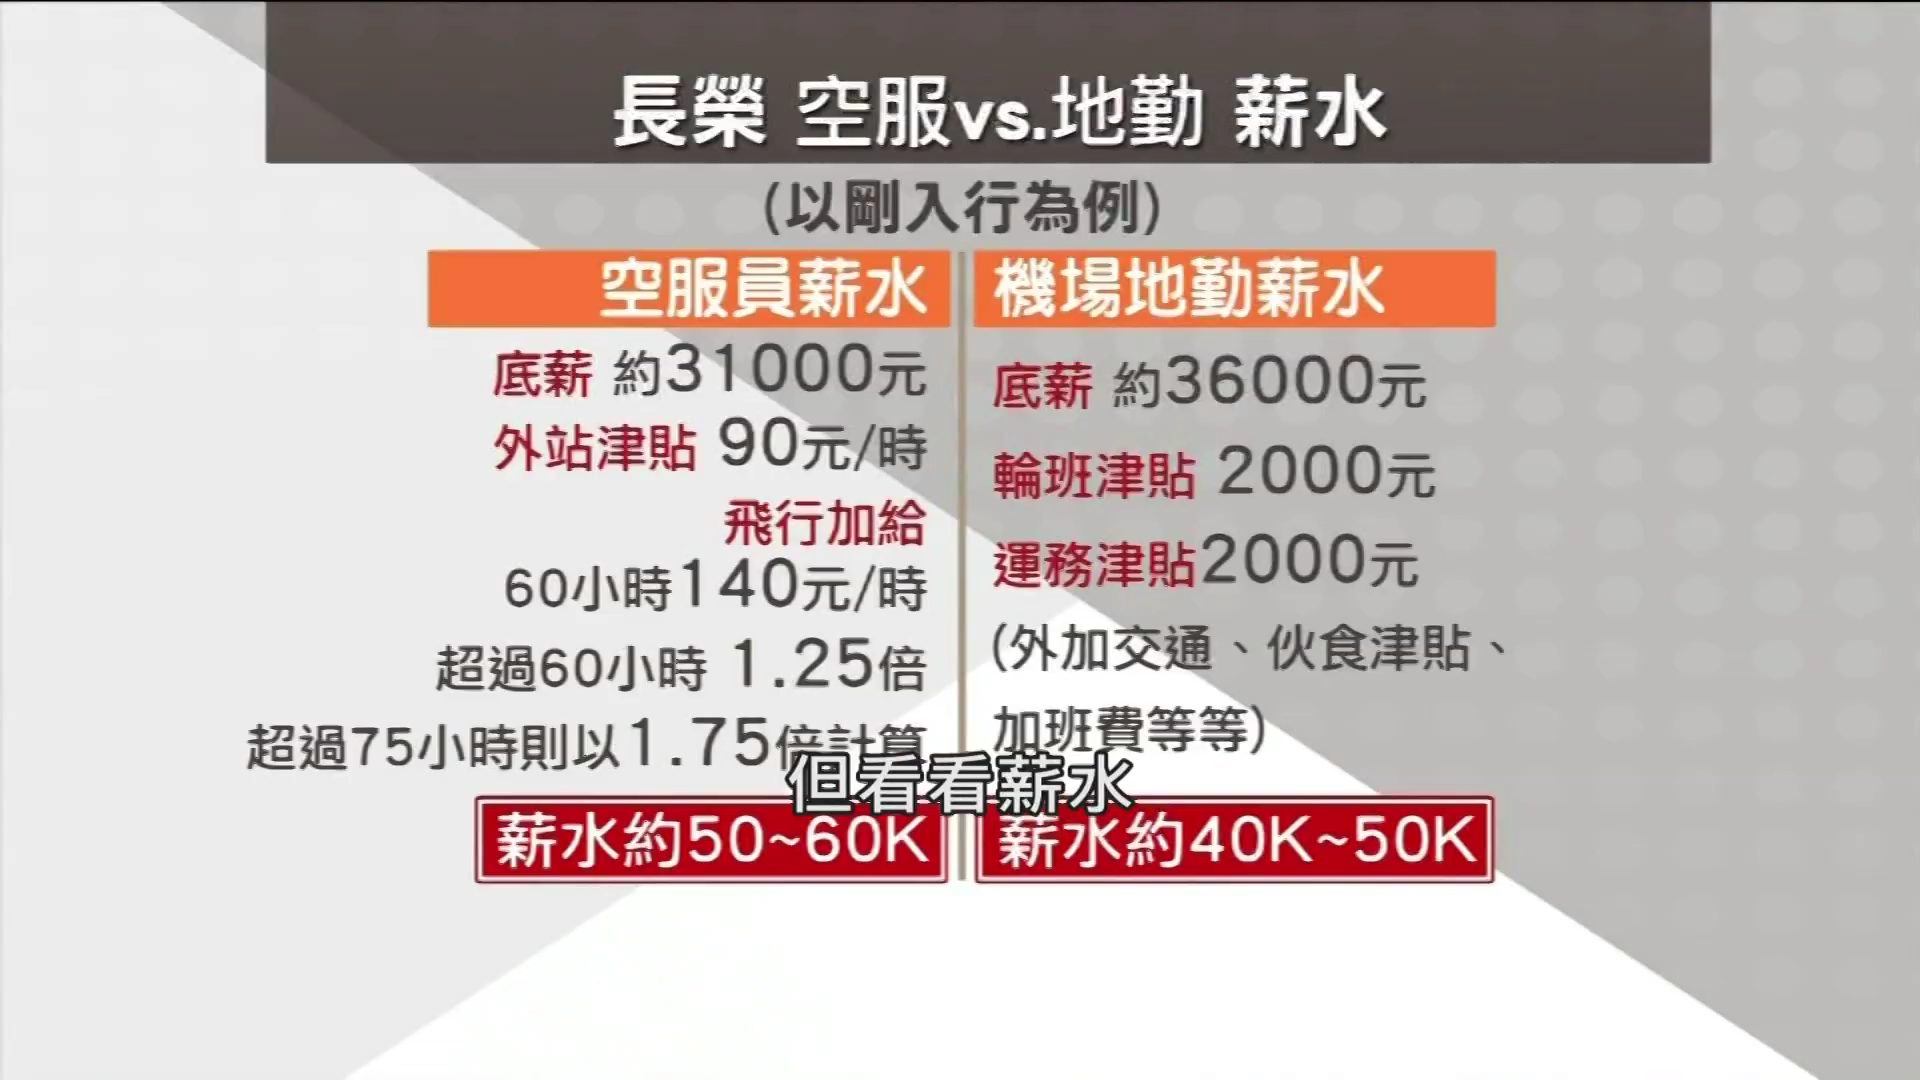 長榮 空服vs.地勤 薪水
(以剛入行為例)
空服員薪水
底薪 約31000元
外站津貼 90元/時
飛行加給
60小時140元/時
超過60小時 1.25倍
超過75小時則以1.75倍計算
薪水約50~60K
機場地勤薪水
底薪 約36000元
輪班津貼 2000元
運務津貼2000元
(外加交通、伙食津貼、
加班費等等)
薪水約40K~50K
但看看薪水